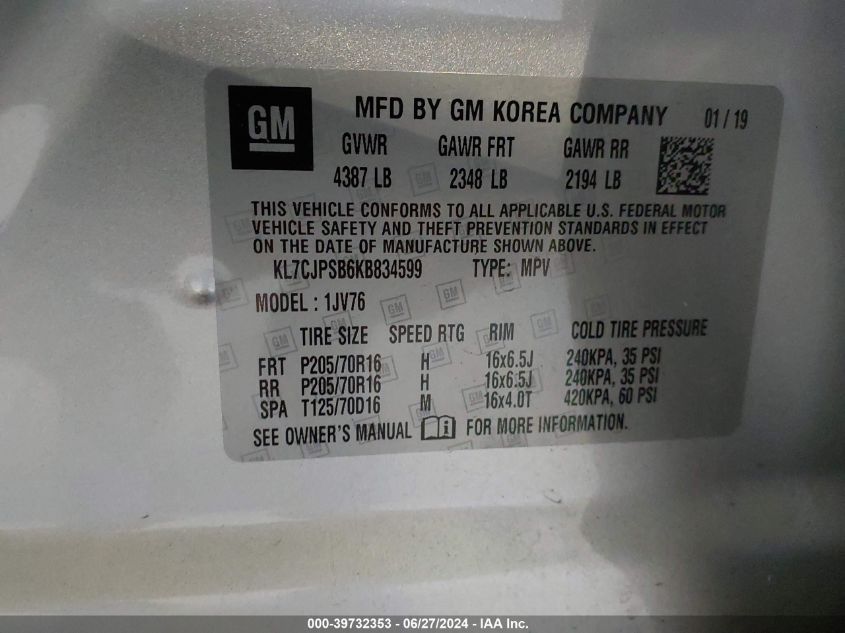 GM MFD BY GM KOREA COMPANY 01 / 19
GVWR GAWR FRT GAWR RR
4387 LB 2348 LB 2194 LB
THIS VEHICLE CONFORMS TO ALL APPLICABLE U.S. FEDERAL MOTOR
VEHICLE SAFETY AND THEFT PREVENTION STANDARDS IN EFFECT
ON THE DATE OF MANUFACTURE SHOWN ABOVE.
KL7CJPSB6KB834599 TYPE: MPV
MODEL : 1JV76
TIRE SIZE SPEED RTG RIM COLD TIRE PRESSURE
FRT P205/70R16 H 16x6.5J 240KPA, 35 PSI
RR P205/70R16 H 16x6.5J 240KPA, 35 PSI
SPA T125/70D16 M 16x4.0T 420KPA, 60 PSI
SEE OWNER'S MANUAL FOR MORE INFORMATION.
000-39732353 - 06/27/2024 - IAA Inc.